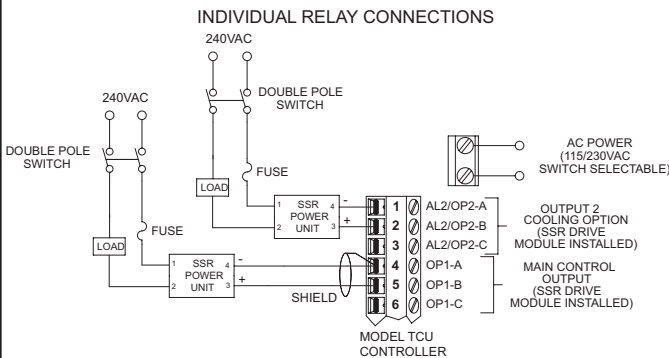 INDIVIDUAL RELAY CONNECTIONS
240VAC
DOUBLE POLE
SWITCH
240VAC
DOUBLE POLE
SWITCH
AC POWER
(115/230VAC
SWITCH SELECTABLE)
FUSE
LOAD
1
2
SSR
POWER
UNIT
4
3
-
+
1
2
3
4
5
6
AL2/OP2-A
AL2/OP2-B
AL2/OP2-C
OP1-A
OP1-B
OP1-C
OUTPUT 2
COOLING OPTION
(SSR DRIVE
MODULE INSTALLED)
MAIN CONTROL
OUTPUT
(SSR DRIVE
MODULE INSTALLED)
FUSE
LOAD
1
2
SSR
POWER
UNIT
4
3
-
+
SHIELD
MODEL TCU
CONTROLLER